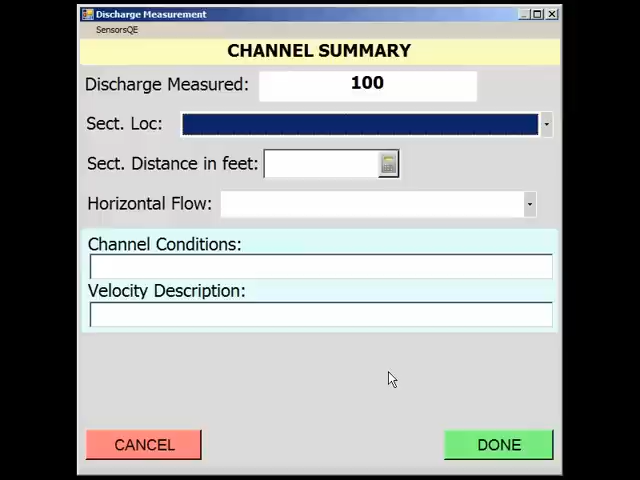 Discharge Measurement
SensorsQE
CHANNEL SUMMARY
Discharge Measured: 100
Sect. Loc:
Sect. Distance in feet:
Horizontal Flow:
Channel Conditions:
Velocity Description:
CANCEL DONE